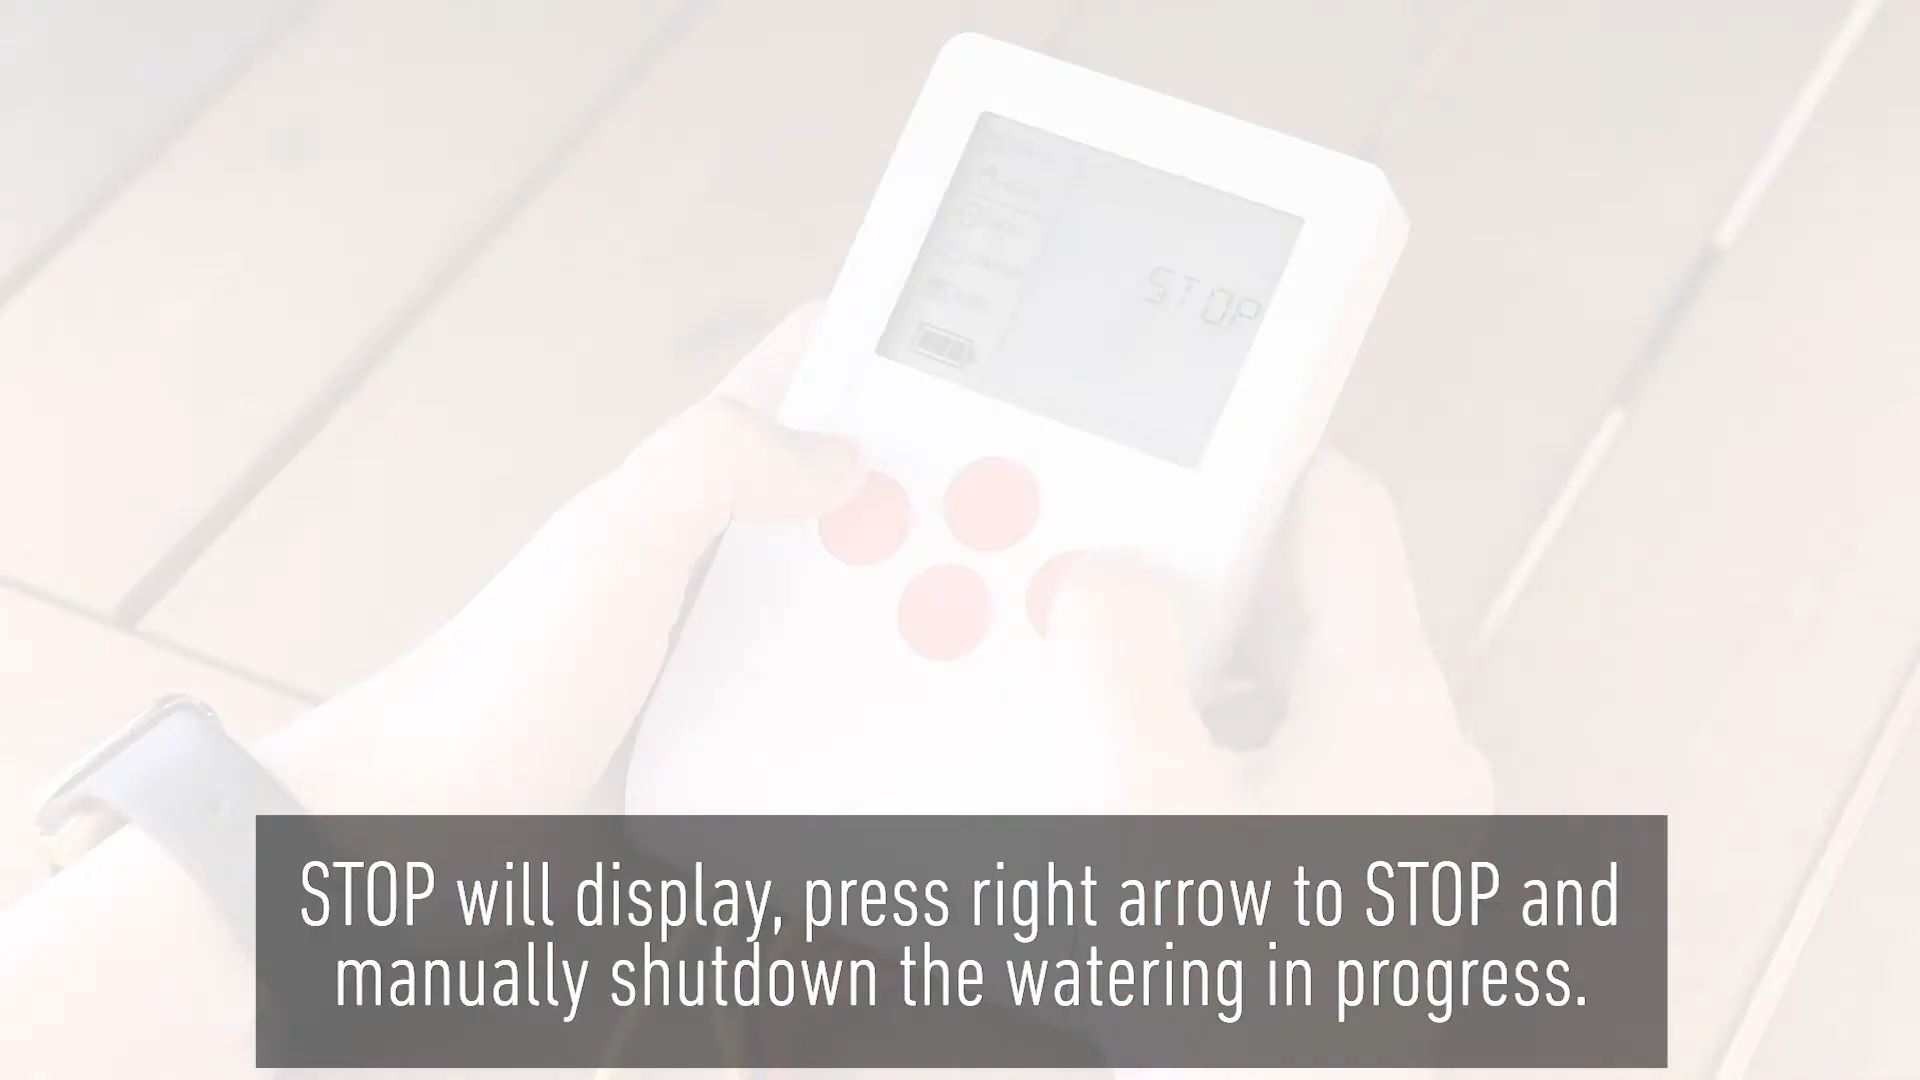 STOP
STOP will display, press right arrow to STOP and
manually shutdown the watering in progress.